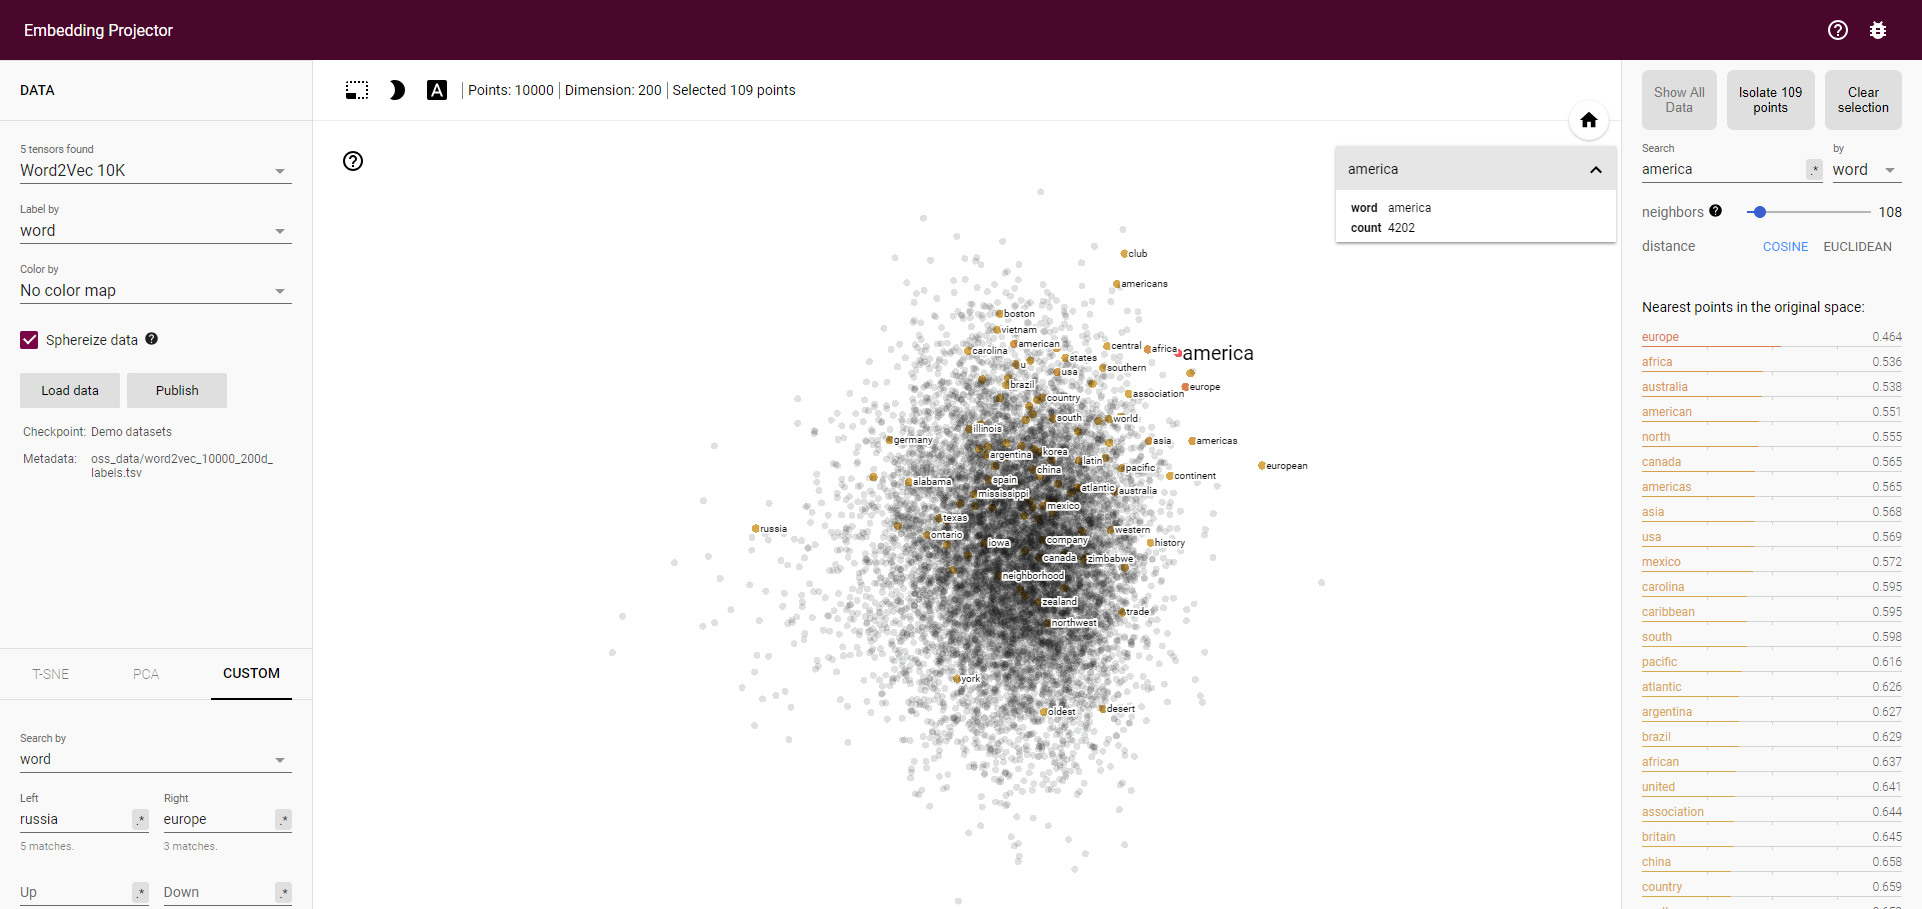 Embedding Projector
DATA
5 tensors found
Word2Vec 10K
Label by
word
Color by
No color map
Sphereize data
Load data
Publish
Checkpoint: Demo datasets
Metadata: oss_data/word2vec_10000_200d_
labels.tsv
T-SNE
PCA
CUSTOM
Search by
word
Left
Right
russia .*
europe .*
5 matches.
3 matches.
Up .*
Down .*
A
Points: 10000 | Dimension: 200 | Selected 109 points
america
word america
count 4202
club
americans
boston
vietnam
american
carolina
central
africa
america
states
u
usa
southern
brazil
europe
association
country
south
world
illinois
germany
asia
americas
argentina
korea
latin
china
pacific
european
continent
alabama
spain
mississippi
atlantic
australia
mexico
texas
russia
western
ontario
iowa
company
history
canada
zimbabwe
neighborhood
zealand
trade
northwest
york
oldest
desert
Show All
Data
Isolate 109
points
Clear
selection
Search
by
america .*
word
neighbors
108
distance
COSINE
EUCLIDEAN
Nearest points in the original space:
europe 0.464
africa 0.536
australia 0.538
american 0.551
north 0.555
canada 0.565
americas 0.565
asia 0.568
usa 0.569
mexico 0.572
carolina 0.595
caribbean 0.595
south 0.598
pacific 0.616
atlantic 0.626
argentina 0.627
brazil 0.629
african 0.637
united 0.641
association 0.644
britain 0.645
china 0.658
country 0.659